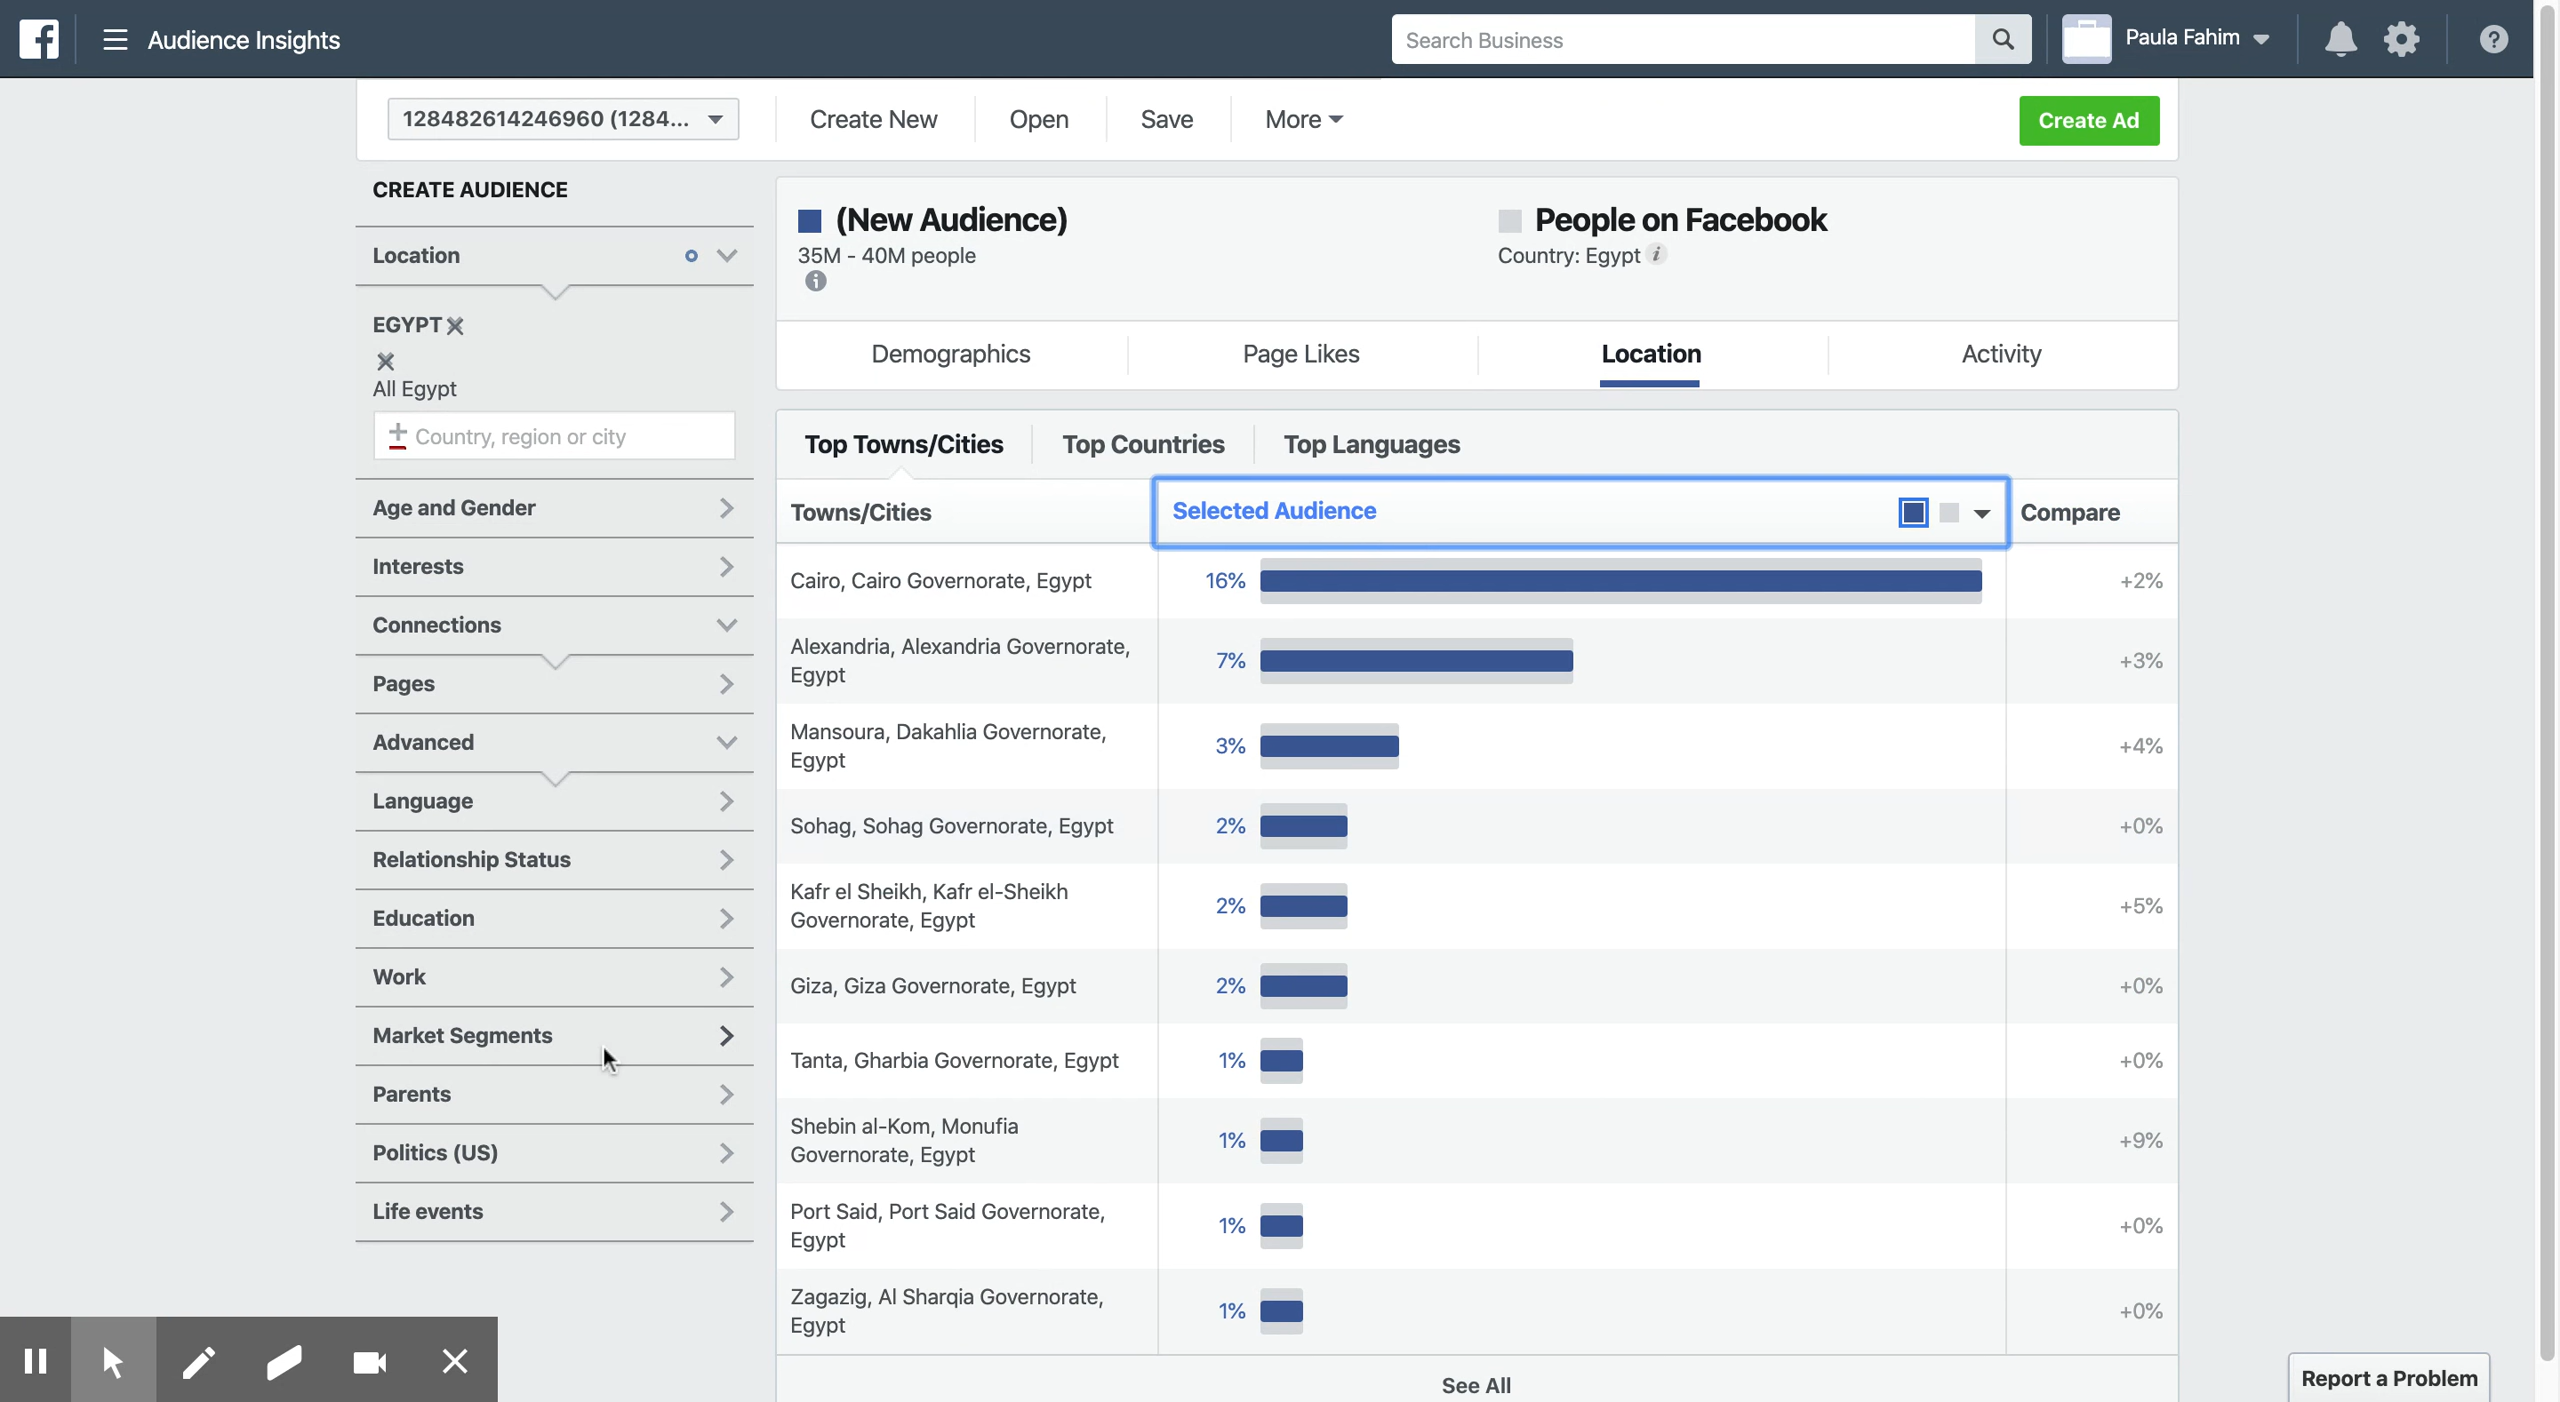 Audience Insights
Search Business
Paula Fahim
128482614246960 (1284...
Create New
Open
Save
More
Create Ad
CREATE AUDIENCE
Location
EGYPT
All Egypt
Country, region or city
Age and Gender
Interests
Connections
Pages
Advanced
Language
Relationship Status
Education
Work
Market Segments
Parents
Politics (US)
Life events
(New Audience)
35M - 40M people
People on Facebook
Country: Egypt
Demographics
Page Likes
Location
Activity
Top Towns/Cities
Top Countries
Top Languages
Towns/Cities
Selected Audience
Compare
Cairo, Cairo Governorate, Egypt
16%
+2%
Alexandria, Alexandria Governorate,
Egypt
7%
+3%
Mansoura, Dakahlia Governorate,
Egypt
3%
+4%
Sohag, Sohag Governorate, Egypt
2%
+0%
Kafr el Sheikh, Kafr el-Sheikh
Governorate, Egypt
2%
+5%
Giza, Giza Governorate, Egypt
2%
+0%
Tanta, Gharbia Governorate, Egypt
1%
+0%
Shebin al-Kom, Monufia
Governorate, Egypt
1%
+9%
Port Said, Port Said Governorate,
Egypt
1%
+0%
Zagazig, Al Sharqia Governorate,
Egypt
1%
+0%
See All
Report a Problem